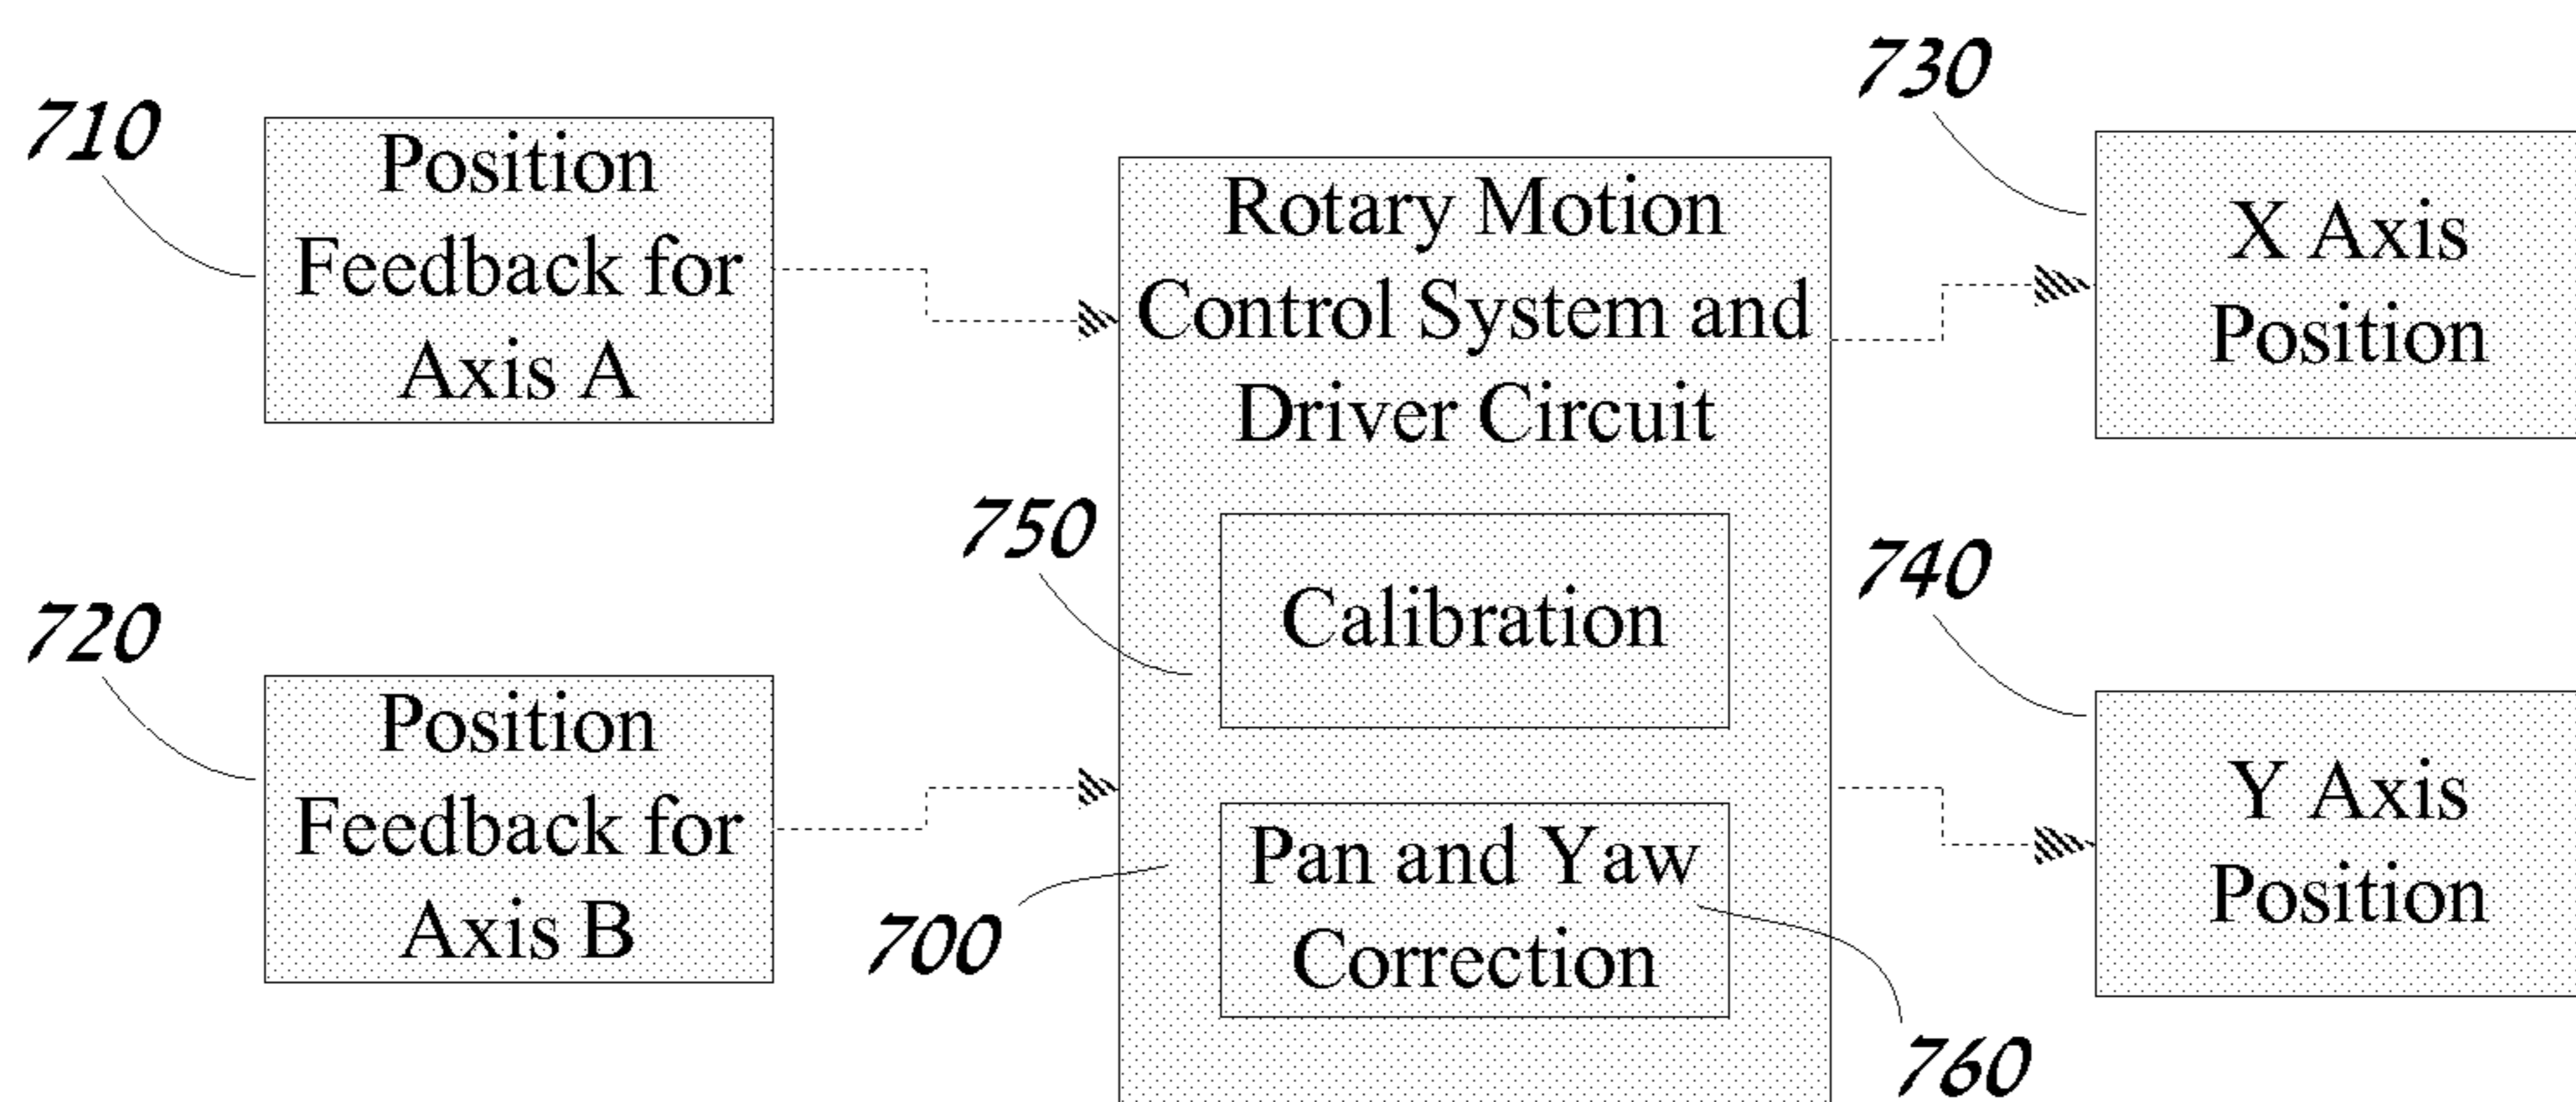 710
Position
Feedback for
Axis A
720
Position
Feedback for
Axis B
Rotary Motion
Control System and
Driver Circuit
750
Calibration
700
Pan and Yaw
Correction
760
730
X Axis
Position
740
Y Axis
Position